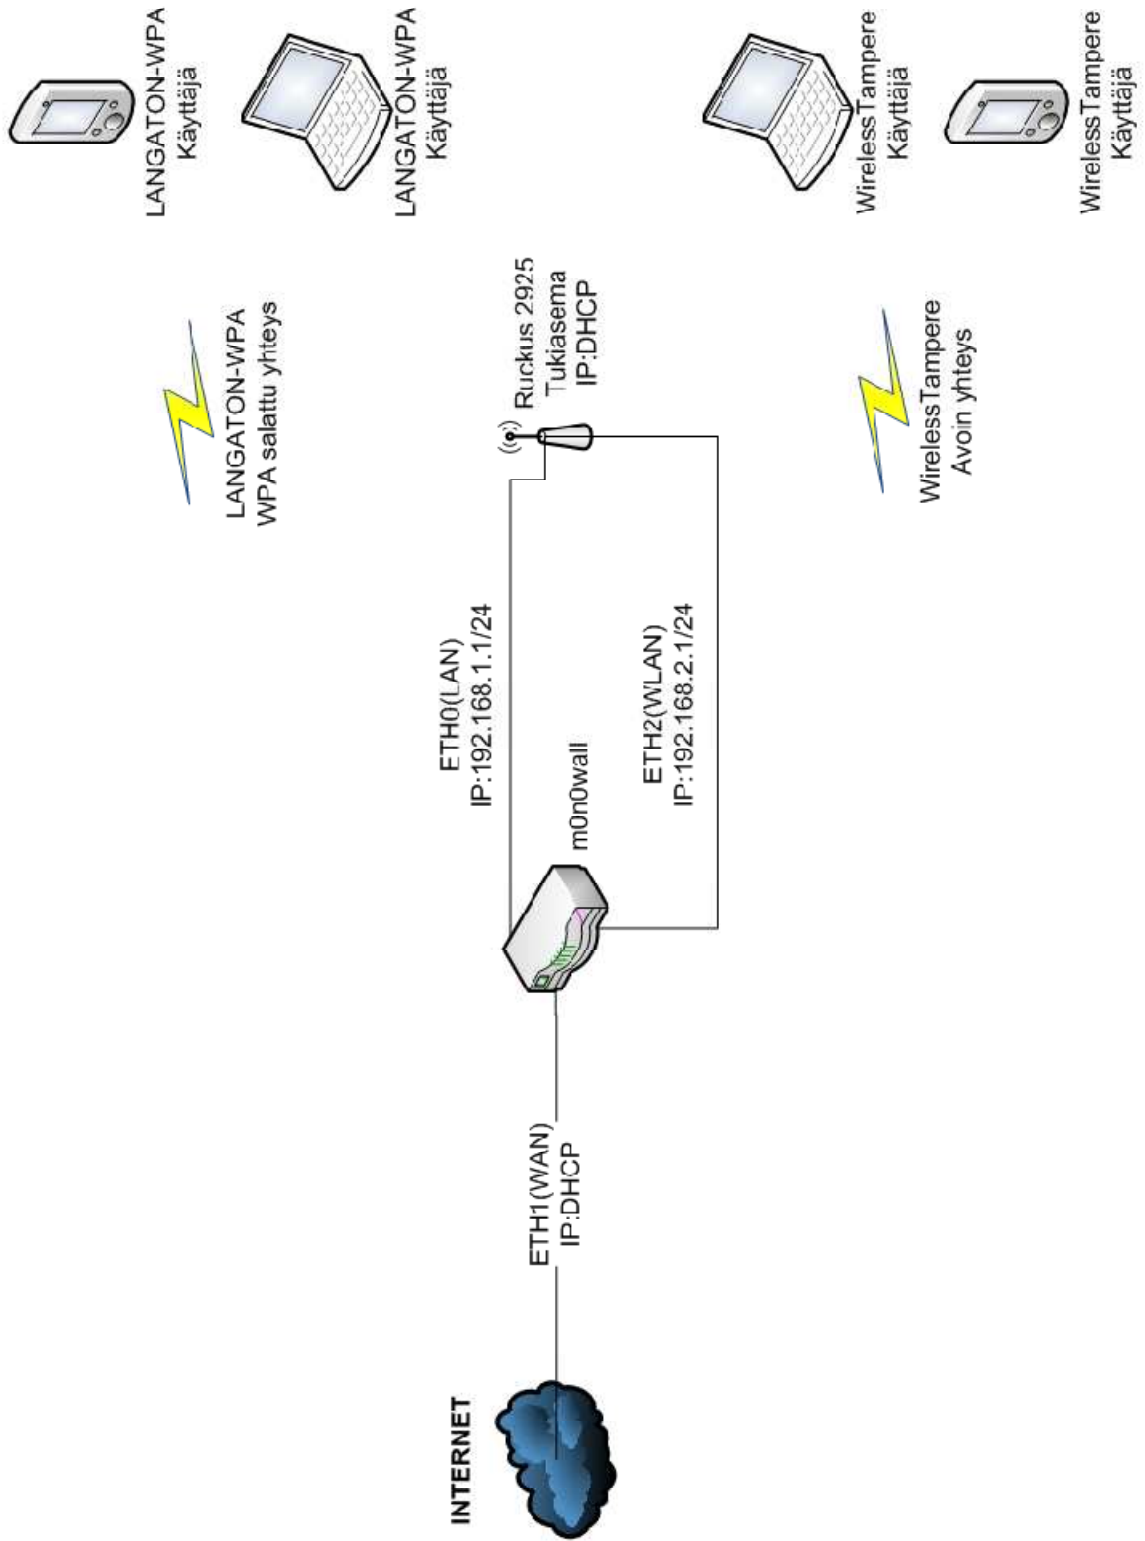 LANGATON-WPA
Käyttäjä
LANGATON-WPA
Käyttäjä
WirelessTampere
Käyttäjä
WirelessTampere
Käyttäjä
LANGATON-WPA
WPA salattu yhteys
Ruckus 2925
Tukiasema
IP:DHCP
WirelessTampere
Avoin yhteys
ETH0(LAN)
IP:192.168.1.1/24
m0n0wall
ETH2(WLAN)
IP:192.168.2.1/24
ETH1(WAN)
IP:DHCP
INTERNET